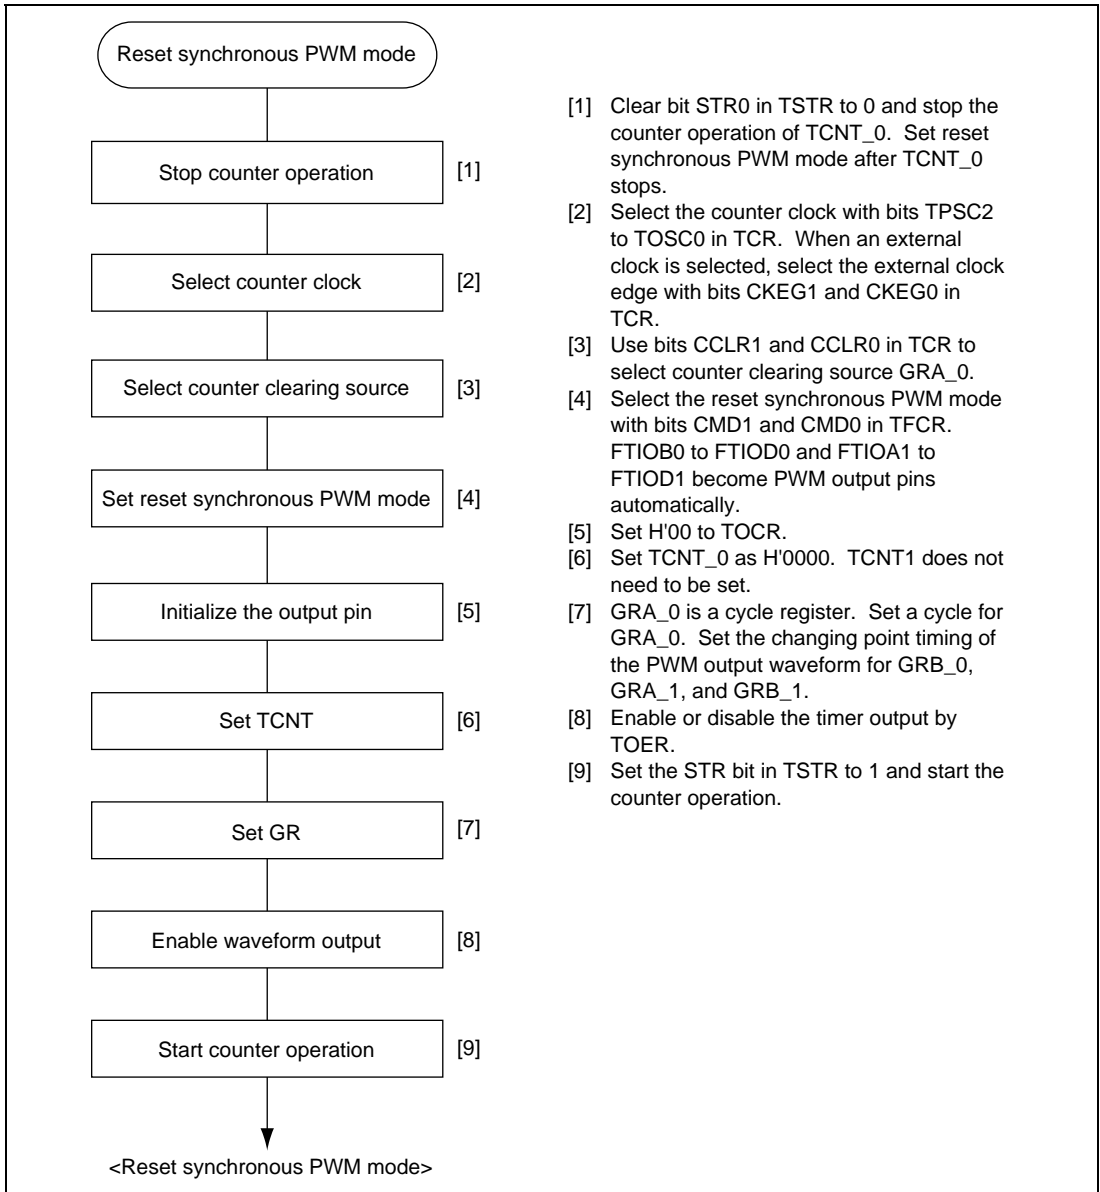 Reset synchronous PWM mode
Stop counter operation [1]
Select counter clock [2]
Select counter clearing source [3]
Set reset synchronous PWM mode [4]
Initialize the output pin [5]
Set TCNT [6]
Set GR [7]
Enable waveform output [8]
Start counter operation [9]
<Reset synchronous PWM mode>
[1] Clear bit STR0 in TSTR to 0 and stop the
counter operation of TCNT_0. Set reset
synchronous PWM mode after TCNT_0
stops.
[2] Select the counter clock with bits TPSC2
to TOSC0 in TCR. When an external
clock is selected, select the external clock
edge with bits CKEG1 and CKEG0 in
TCR.
[3] Use bits CCLR1 and CCLR0 in TCR to
select counter clearing source GRA_0.
[4] Select the reset synchronous PWM mode
with bits CMD1 and CMD0 in TFCR.
FTIOB0 to FTIOD0 and FTIOA1 to
FTIOD1 become PWM output pins
automatically.
[5] Set H'00 to TOCR.
[6] Set TCNT_0 as H'0000. TCNT1 does not
need to be set.
[7] GRA_0 is a cycle register. Set a cycle for
GRA_0. Set the changing point timing of
the PWM output waveform for GRB_0,
GRA_1, and GRB_1.
[8] Enable or disable the timer output by
TOER.
[9] Set the STR bit in TSTR to 1 and start the
counter operation.